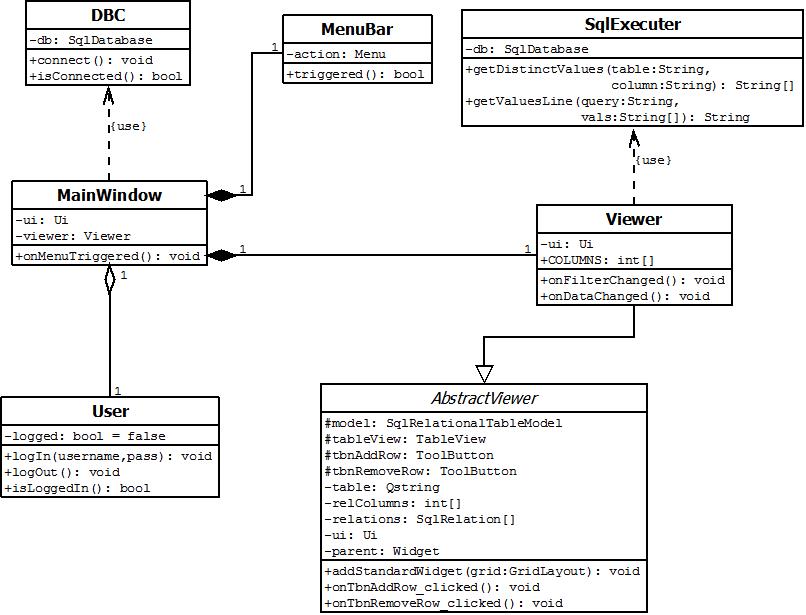 DBC
-db: SqlDatabase
+connect(): void
+isConnected(): bool
MenuBar
-action: Menu
+triggered(): bool
SqlExecuter
-db: SqlDatabase
+getDistinctValues(table:String,
column:String): String[]
+getValuesLine(query:String,
vals:String[]): String
1
{use}
{use}
MainWindow
-ui: Ui
-viewer: Viewer
+onMenuTriggered(): void
1
1
1
1
Viewer
-ui: Ui
+COLUMNS: int[]
+onFilterChanged(): void
+onDataChanged(): void
1
User
-logged: bool = false
+logIn(username,pass): void
+logOut(): void
+isLoggedIn(): bool
AbstractViewer
#model: SqlRelationalTableModel
#tableView: TableView
#tbnAddRow: ToolButton
#tbnRemoveRow: ToolButton
-table: Qstring
-relColumns: int[]
-relations: SqlRelation[]
-ui: Ui
-parent: Widget
+addStandardWidget(grid:GridLayout): void
+onTbnAddRow_clicked(): void
+onTbnRemoveRow_clicked(): void